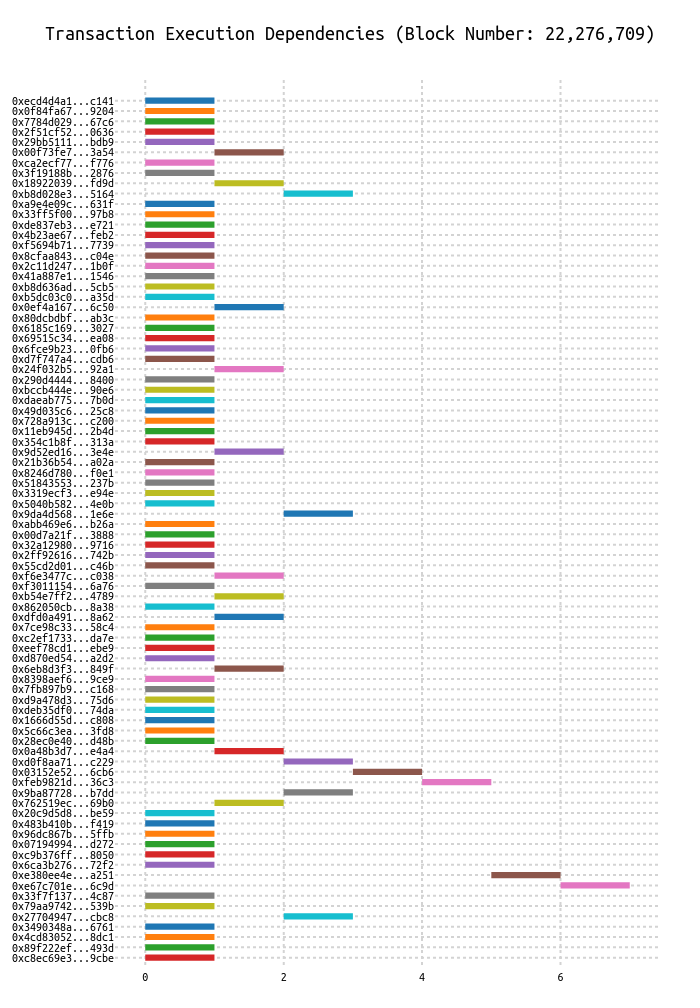 Transaction Execution Dependencies (Block Number: 22,276,709)
0xecd4d4a1...c141
0x0f84fa67...9204
0x7784d029...67c6
0x2f51cf52...0636
0x29bb5111...bdb9
0x00f73fe7...3a54
0xca2ecf77...f776
0x3f19188b...2876
0x18922039...fd9d
0xb8d028e3...5164
0xa9e4e09c...631f
0x33ff5f00...97b8
0xde837eb3...e721
0x4b23ae67...feb2
0xf5694b71...7739
0x8cfaa843...c04e
0x2c11d247...1b0f
0x41a887e1...1546
0xb8d636ad...5cb5
0xb5dc03c0...a35d
0x0ef4a167...6c50
0x80dcbdbf...ab3c
0x6185c169...3027
0x69515c34...ea08
0x6fce9b23...0fb6
0xd7f747a4...cdb6
0x24f032b5...92a1
0x290d4444...8400
0xbccb444e...90e6
0xdaeab775...7b0d
0x49d035c6...25c8
0x728a913c...c200
0x11eb945d...2b4d
0x354c1b8f...313a
0x9d52ed16...3e4e
0x21b36b54...a02a
0x8246d780...f0e1
0x51843553...237b
0x3319ecf3...e94e
0x5040b582...4e0b
0x9da4d568...1e6e
0xabb469e6...b26a
0x00d7a21f...3888
0x32a12980...9716
0x2ff92616...742b
0x55cd2d01...c46b
0xf6e3477c...c038
0xf3011154...6a76
0xb54e7ff2...4789
0x862050cb...8a38
0xdfd0a491...8a62
0x7ce98c33...58c4
0xc2ef1733...da7e
0xeef78cd1...ebe9
0xd870ed54...a2d2
0x6eb8d3f3...849f
0x8398aef6...9ce9
0x7fb897b9...c168
0xd9a478d3...75d6
0xdeb35df0...74da
0x1666d55d...c808
0x5c66c3ea...3fd8
0x28ec0e40...d48b
0x0a48b3d7...e4a4
0xd0f8aa71...c229
0x03152e52...6cb6
0xfeb9821d...36c3
0x9ba87728...b7dd
0x762519ec...69b0
0x20c9d5d8...be59
0x483b410b...f419
0x96dc867b...5ffb
0x07194994...d272
0xc9b376ff...8050
0x6ca3b276...72f2
0xe380ee4e...a251
0xe67c701e...6c9d
0x33f7f137...4c87
0x79aa9742...539b
0x27704947...cbc8
0x3490348a...6761
0x4cd83052...8dc1
0x89f222ef...493d
0xc8ec69e3...9cbe
0 2 4 6